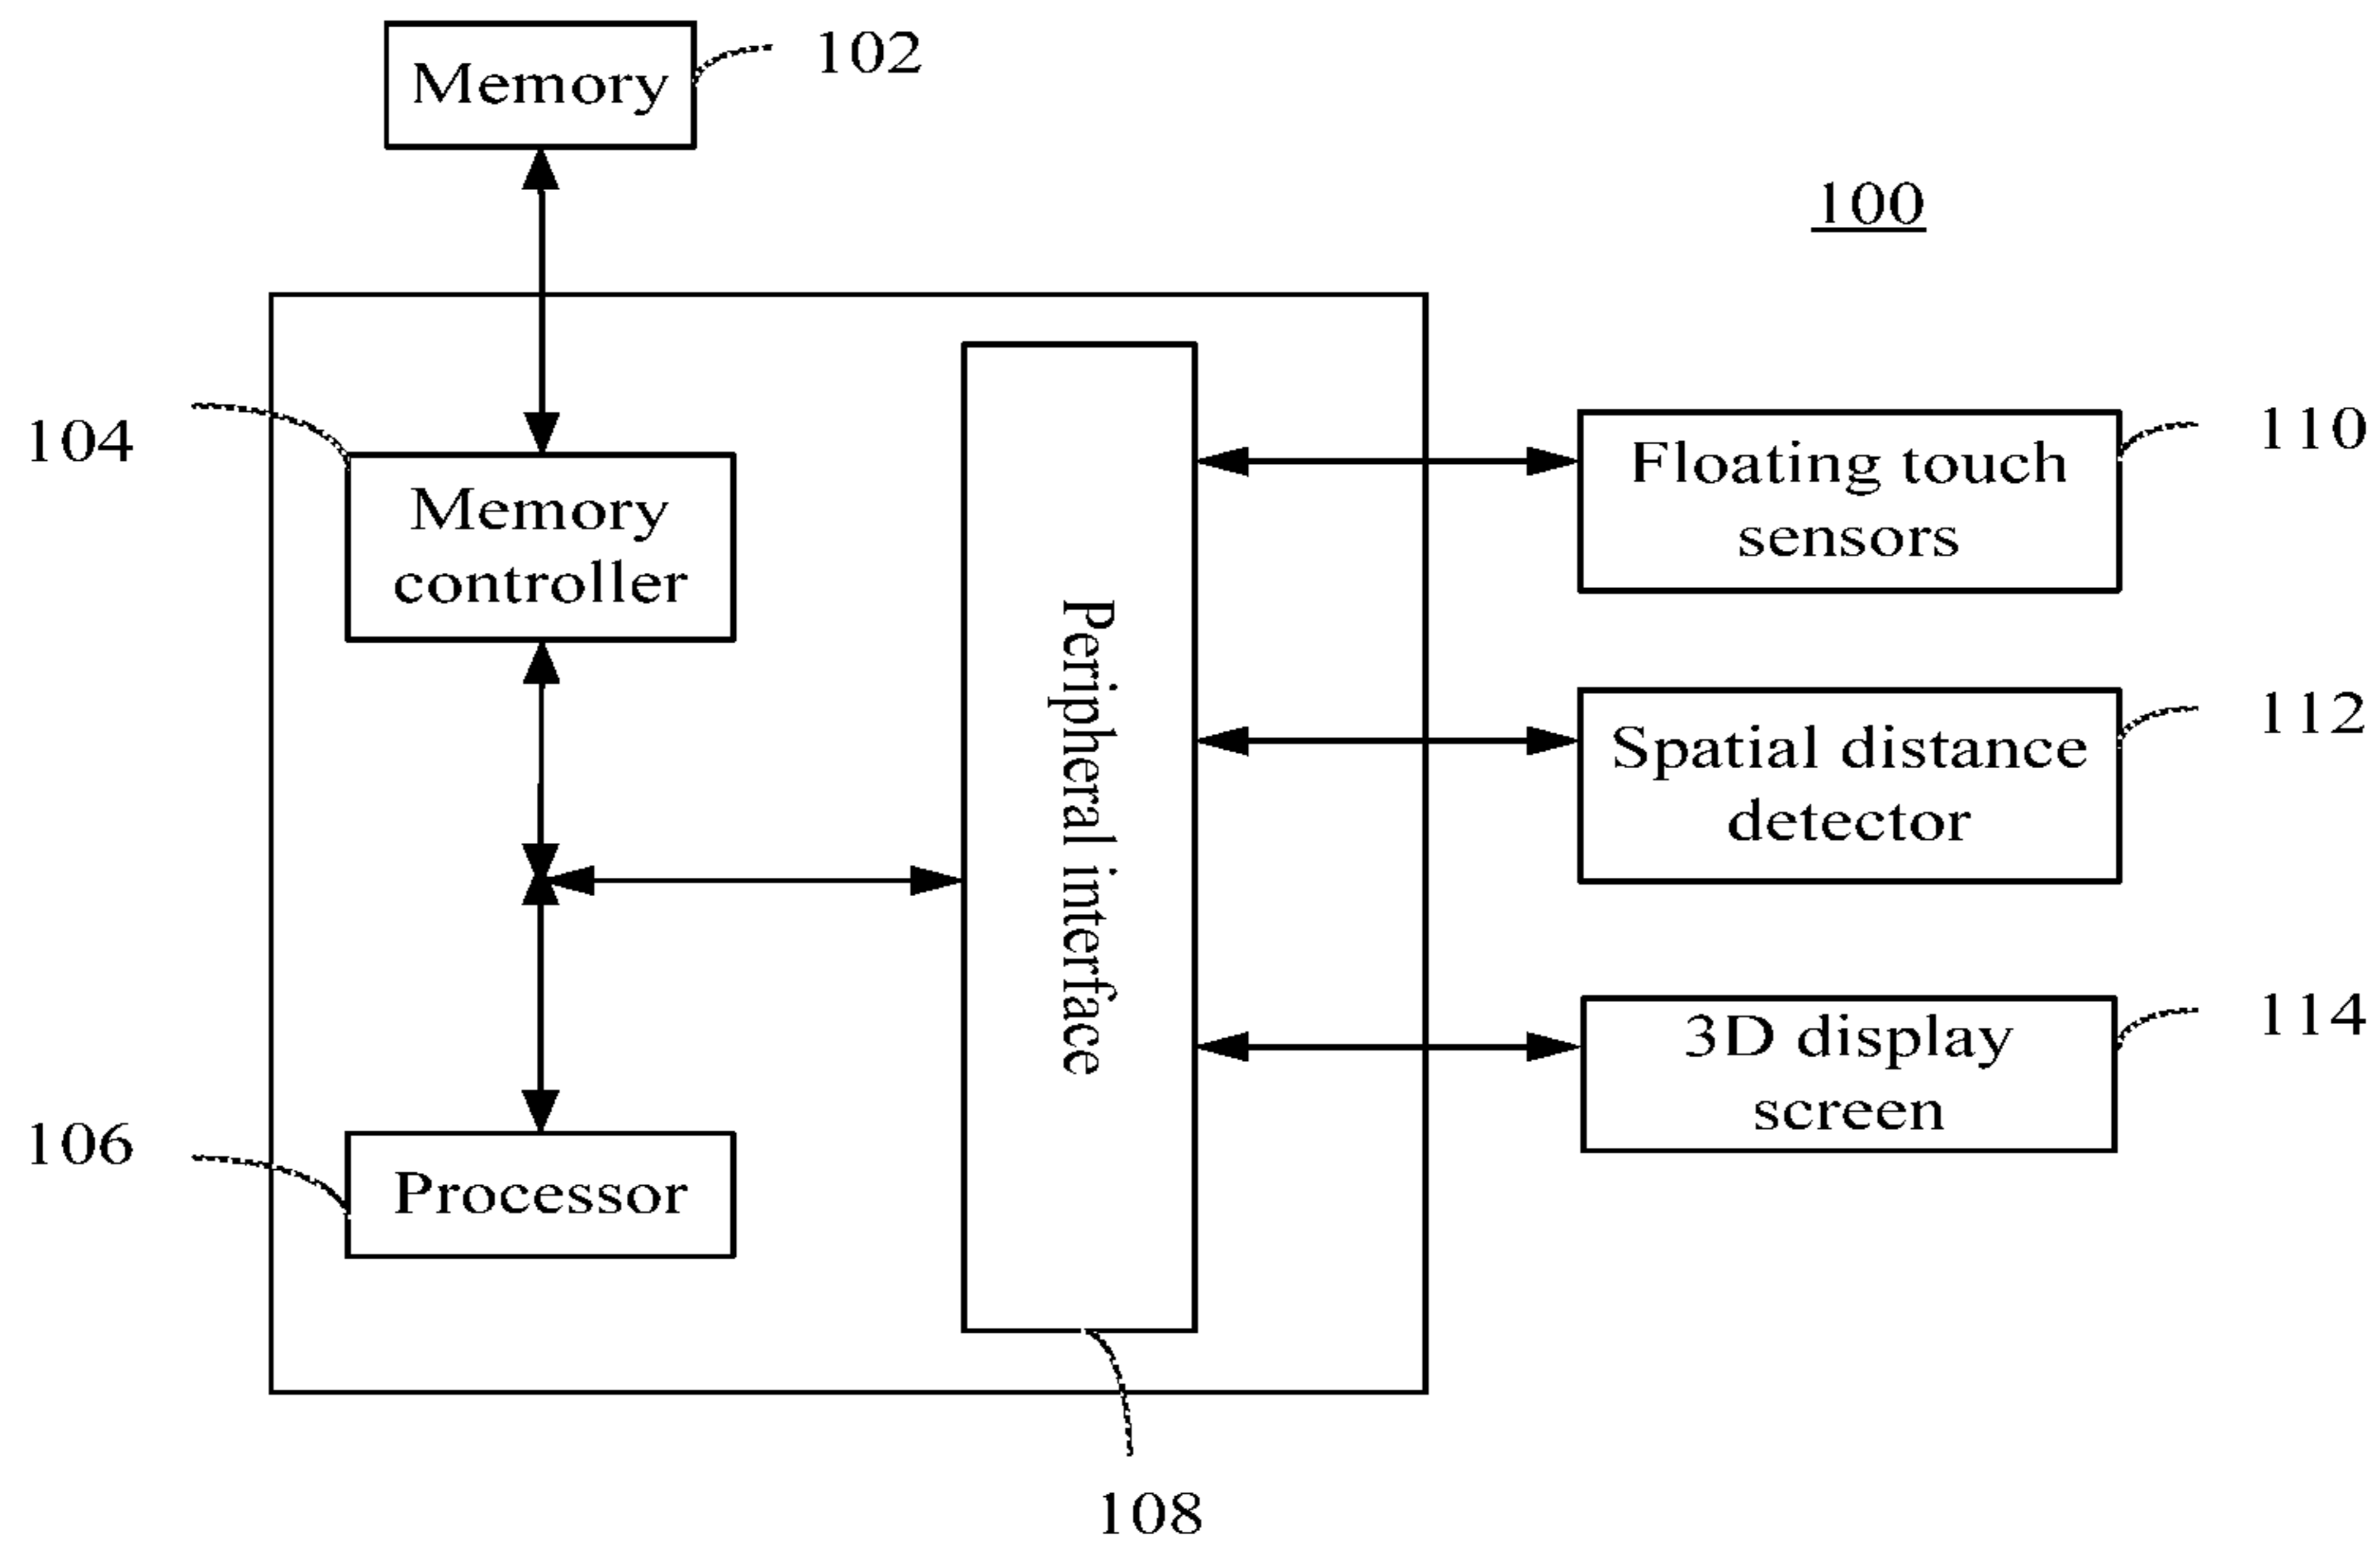 Memory
102
100
104
Memory
controller
Peripheral interface
Floating touch
sensors
110
Spatial distance
detector
112
3D display
screen
114
106
Processor
108